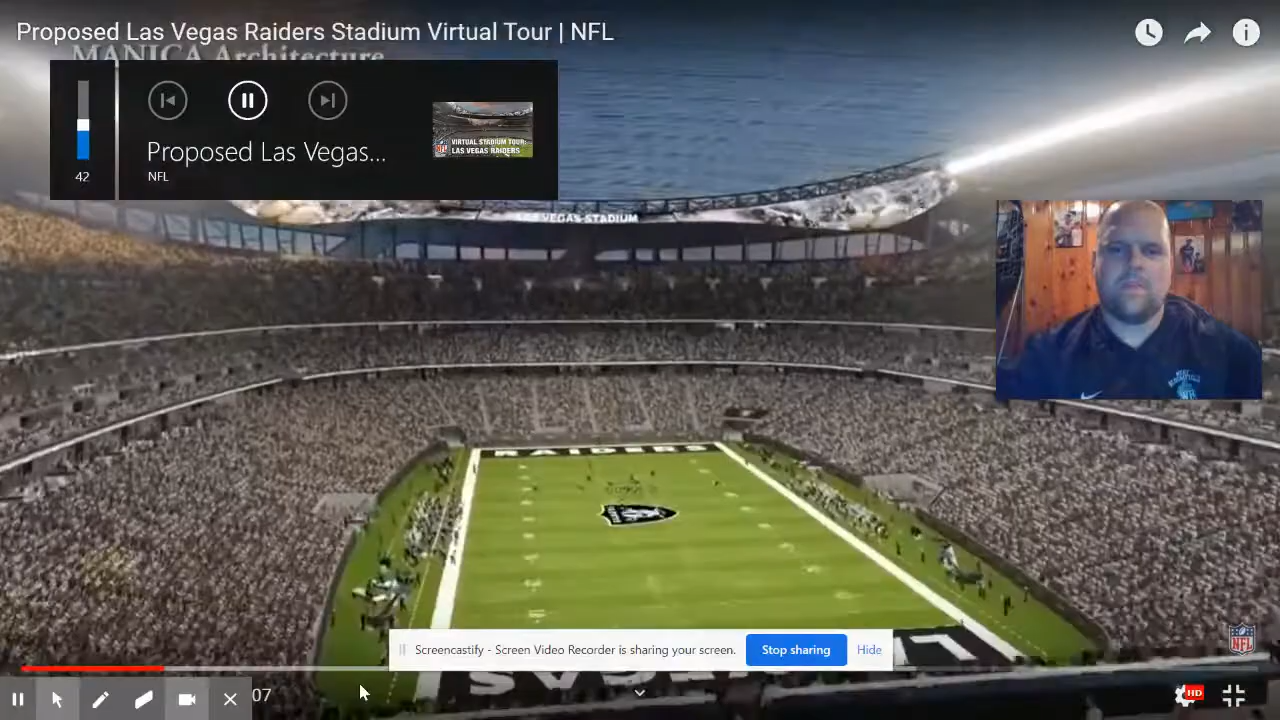 Proposed Las Vegas Raiders Stadium Virtual Tour | NFL
MANICA Architecture
Proposed Las Vegas...
NFL
42
VIRTUAL STADIUM TOUR:
LAS VEGAS RAIDERS
LAS VEGAS STADIUM
RAIDERS
Screencastify - Screen Video Recorder is sharing your screen.
Stop sharing
Hide
NFL
07
HD